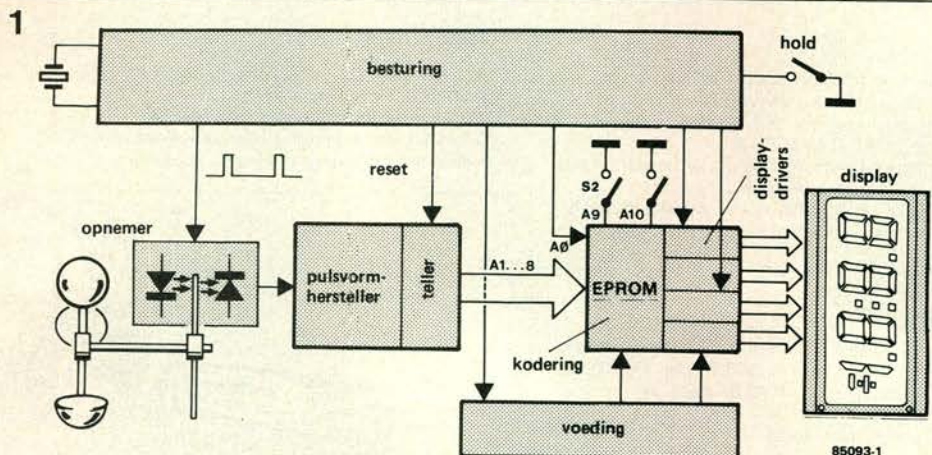 1
besturing
hold
reset
display-
drivers
display
S2
A9
A10
opnemer
pulsvorm-
hersteller
teller
A1...8
AØ
EPROM
kodering
voeding
85093-1